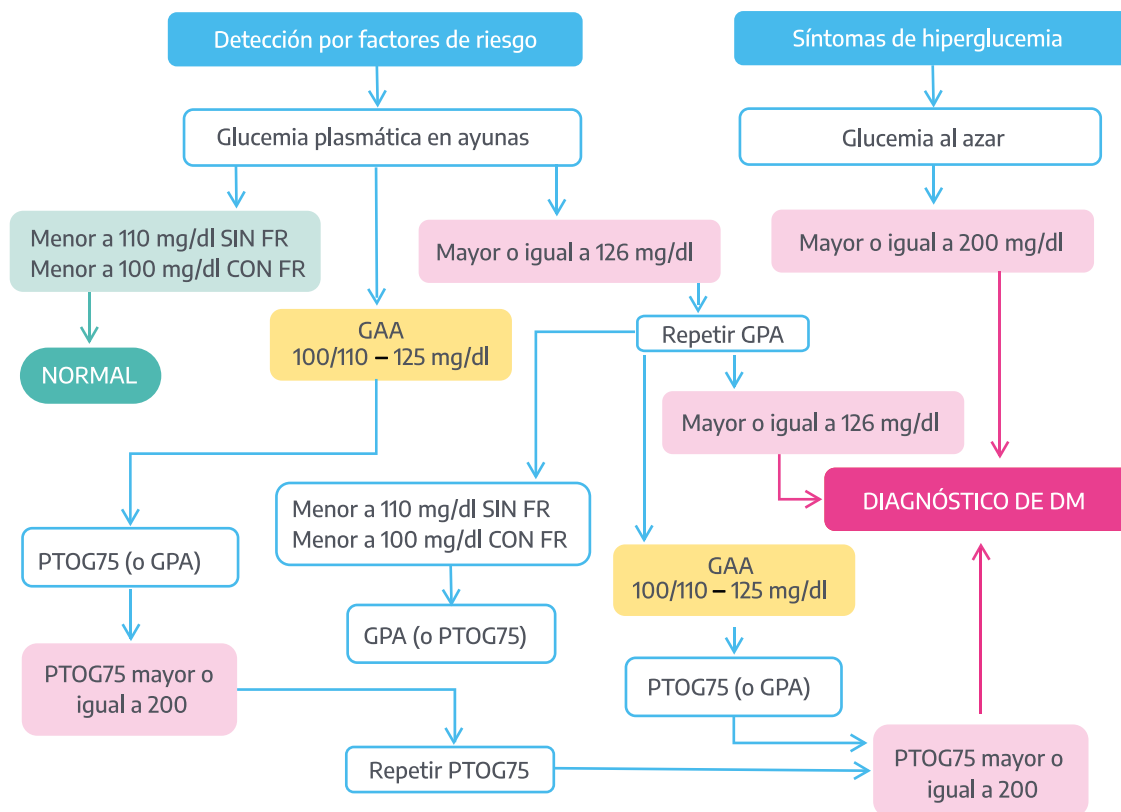 Detección por factores de riesgo
Síntomas de hiperglucemia
Glucemia plasmática en ayunas
Glucemia al azar
Menor a 110 mg/dl SIN FR
Menor a 100 mg/dl CON FR
Mayor o igual a 126 mg/dl
Mayor o igual a 200 mg/dl
GAA
100/110 – 125 mg/dl
Repetir GPA
NORMAL
Mayor o igual a 126 mg/dl
Menor a 110 mg/dl SIN FR
Menor a 100 mg/dl CON FR
DIAGNÓSTICO DE DM
PTOG75 (o GPA)
GAA
100/110 – 125 mg/dl
GPA (o PTOG75)
PTOG75 mayor o
igual a 200
PTOG75 (o GPA)
Repetir PTOG75
PTOG75 mayor o
igual a 200